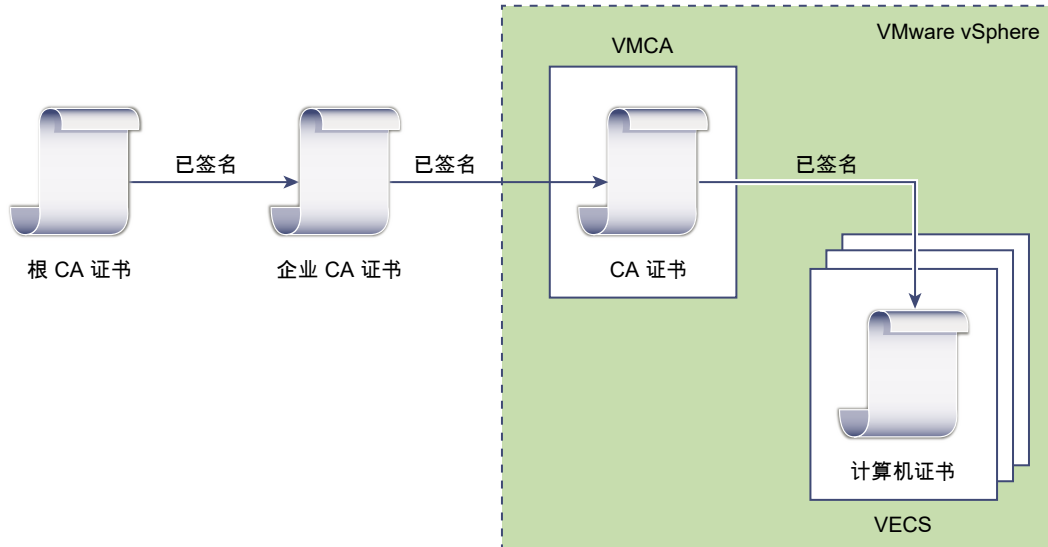 VMware vSphere
VMCA
已签名
已签名
已签名
根 CA 证书
企业 CA 证书
CA 证书
计算机证书
VECS